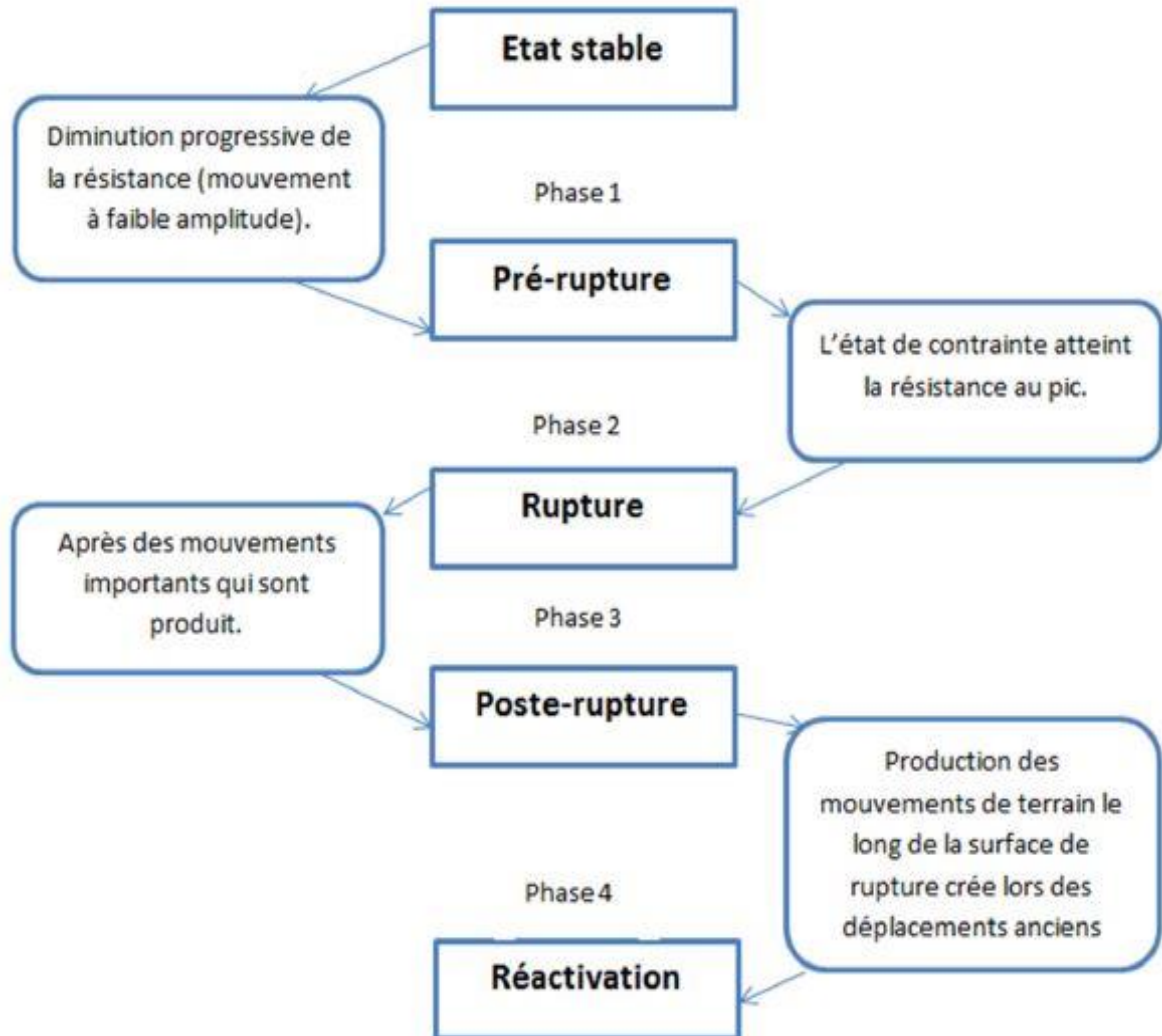 Etat stable
Diminution progressive de
la résistance (mouvement
à faible amplitude).
Phase 1
Pré-rupture
L'état de contrainte atteint
la résistance au pic.
Phase 2
Rupture
Après des mouvements
importants qui sont
produit.
Phase 3
Poste-rupture
Production des
mouvements de terrain le
long de la surface de
rupture crée lors des
déplacements anciens
Phase 4
Réactivation